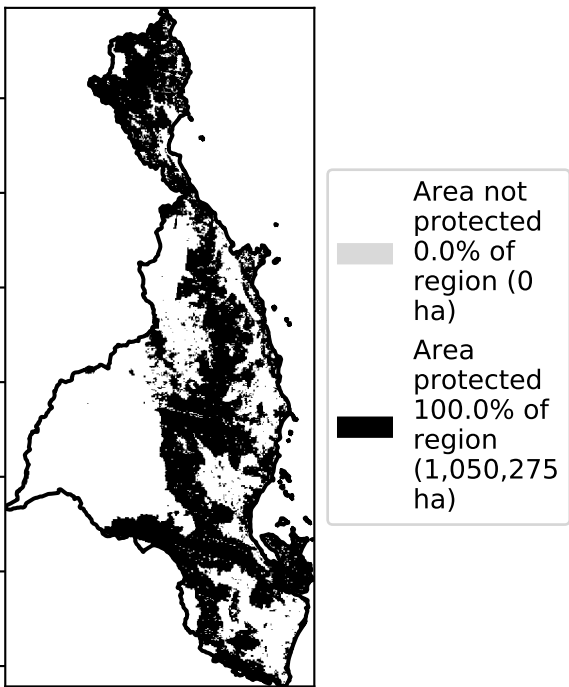 Area not
protected
0.0% of
region (0
ha)
Area
protected
100.0% of
region
(1,050,275
ha)